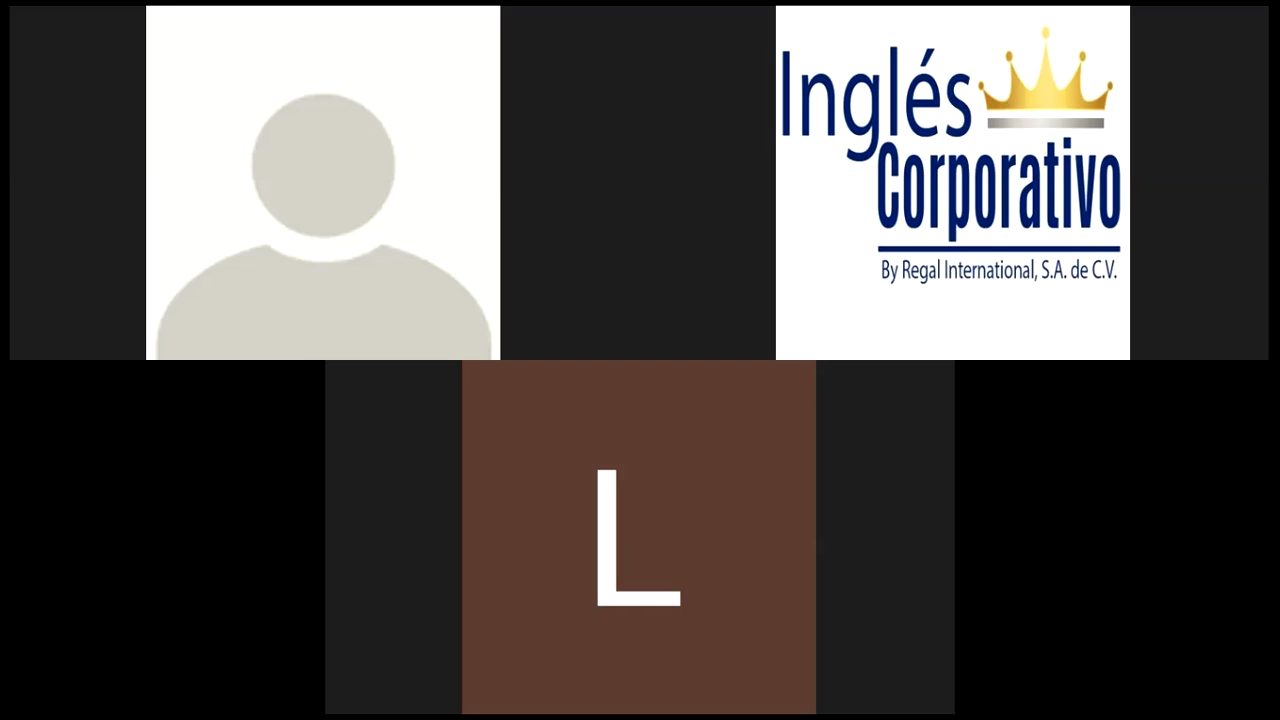 Inglés
Corporativo
By Regal International, S.A. de C.V.
L